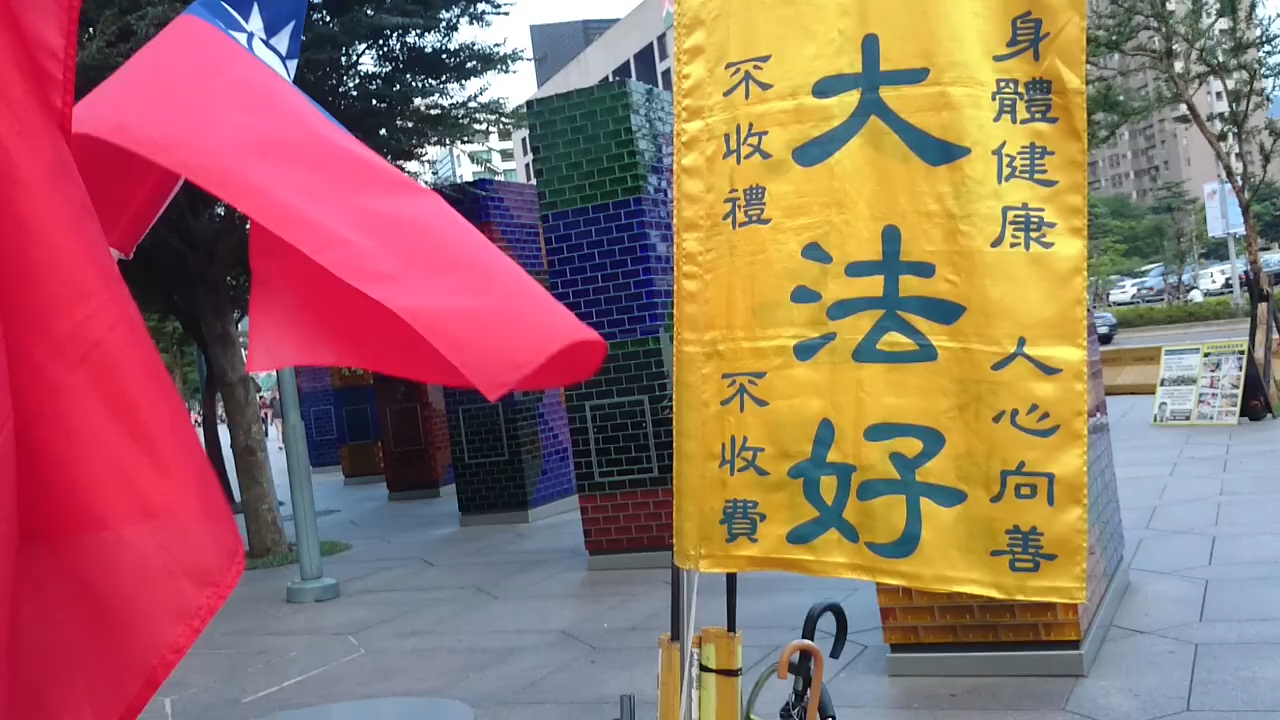 身體健康 人心向善
大法好
不收禮 不收費